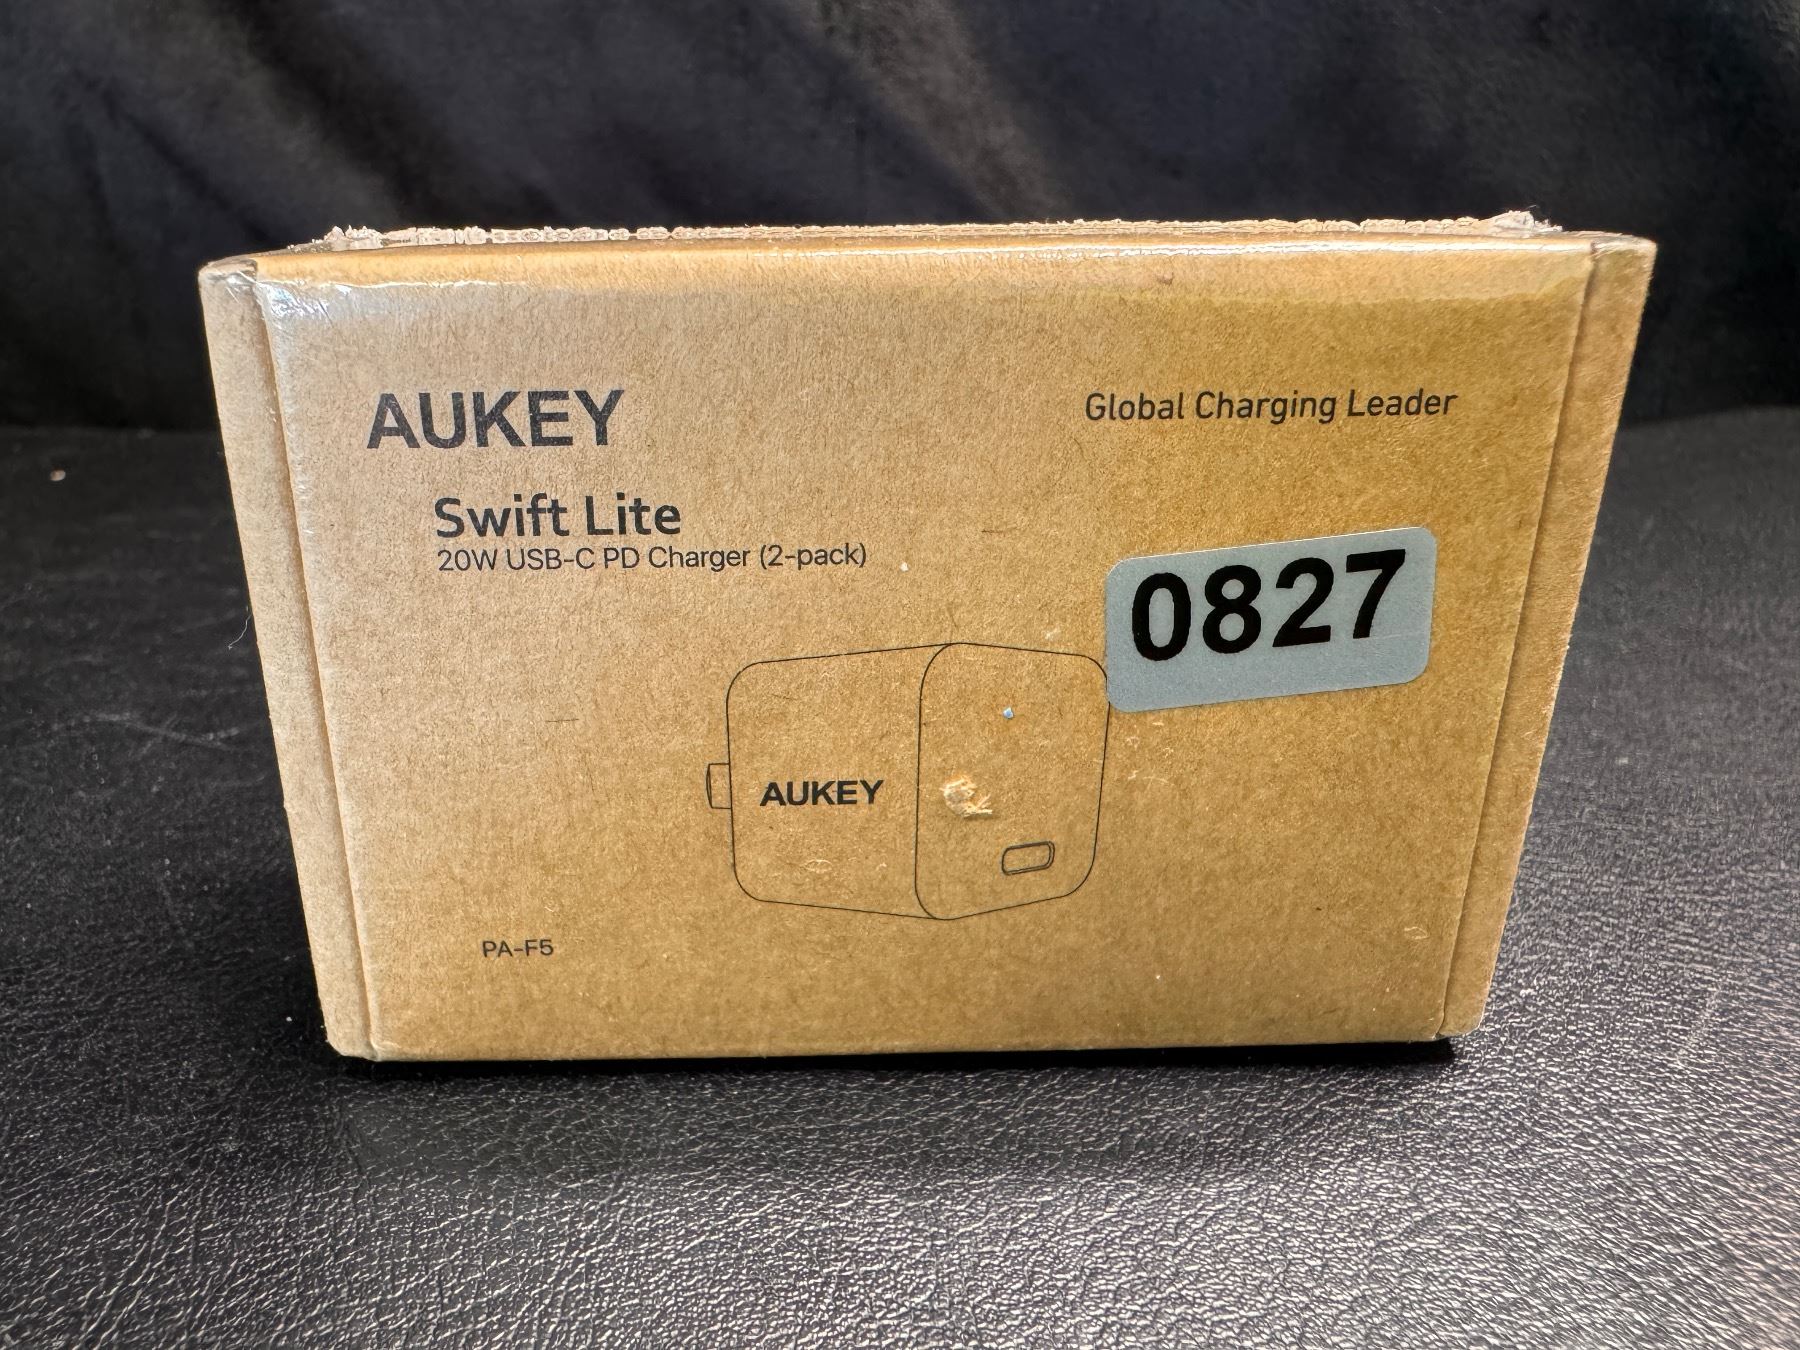 AUKEY
Global Charging Leader
Swift Lite
20W USB-C PD Charger (2-pack)
0827
AUKEY
PA-F5